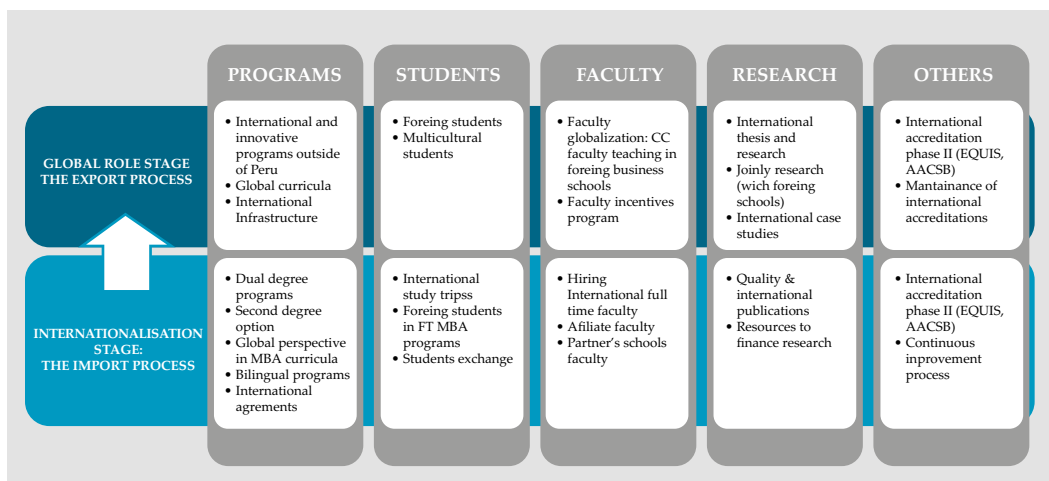 PROGRAMS
STUDENTS
FACULTY
RESEARCH
OTHERS
GLOBAL ROLE STAGE
THE EXPORT PROCESS
• International and
innovative
programs outside
of Peru
• Global curricula
• International
Infrastructure
• Foreing students
• Multicultural
students
• Faculty
globalization: CC
faculty teaching in
foreing business
schools
• Faculty incentives
program
• International
thesis and
research
• Joinly research
(wich foreing
schools)
• International case
studies
• International
accreditation
phase II (EQUIS,
AACSB)
• Mantainance of
international
accreditations
INTERNATIONALISATION
STAGE:
THE IMPORT PROCESS
• Dual degree
programs
• Second degree
option
• Global perspective
in MBA curricula
• Bilingual programs
• International
agrements
• International
study tripss
• Foreing students
in FT MBA
programs
• Students exchange
• Hiring
International full
time faculty
• Afiliate faculty
• Partner's schools
faculty
• Quality &
international
publications
• Resources to
finance research
• International
accreditation
phase II (EQUIS,
AACSB)
• Continuous
inprovement
process